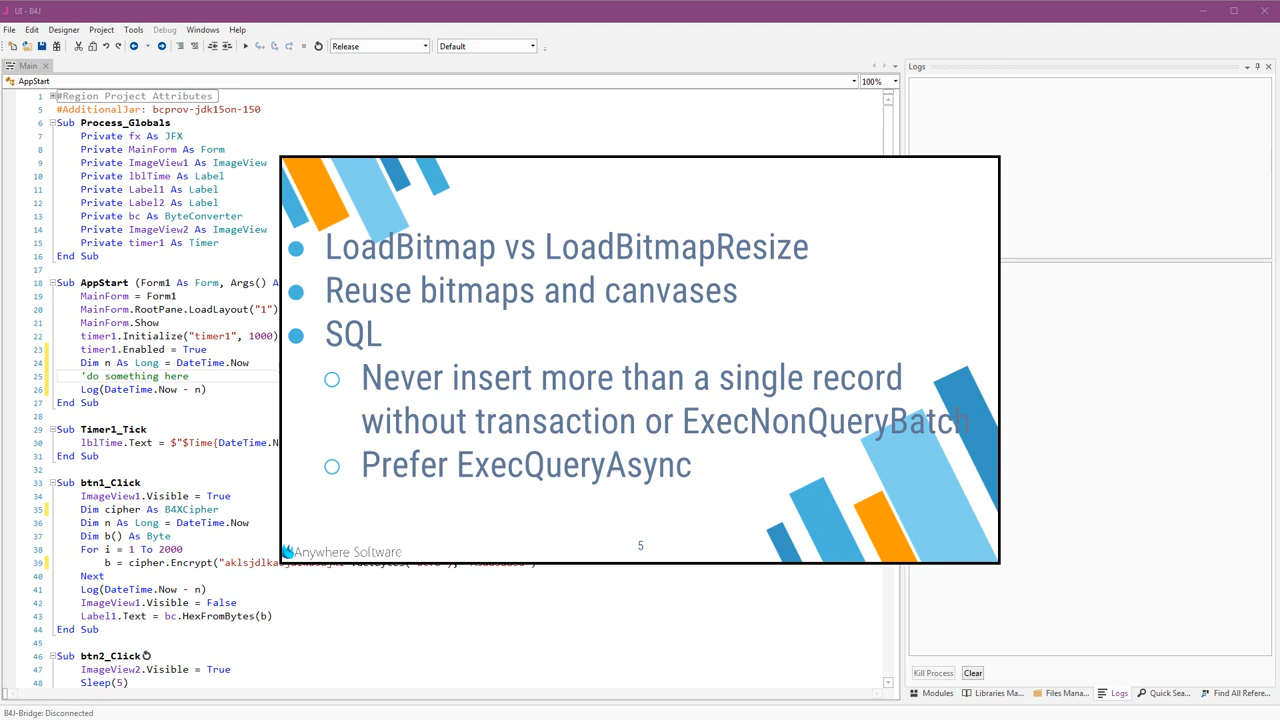 UI - B4J
File Edit Designer Project Tools Debug Windows Help
Release Default
Main
AppStart 100%
1 #Region Project Attributes
5 #AdditionalJar: bcprov-jdk15on-150
6 Sub Process_Globals
7 Private fx As JFX
8 Private MainForm As Form
9 Private ImageView1 As ImageView
10 Private lblTime As Label
11 Private Label1 As Label
12 Private Label2 As Label
13 Private bc As ByteConverter
14 Private ImageView2 As ImageView
15 Private timer1 As Timer
16 End Sub
17
18 Sub AppStart (Form1 As Form, Args() A
19 MainForm = Form1
20 MainForm.RootPane.LoadLayout("1")
21 MainForm.Show
22 timer1.Initialize("timer1", 1000)
23 timer1.Enabled = True
24 Dim n As Long = DateTime.Now
25 'do something here
26 Log(DateTime.Now - n)
27 End Sub
28
29 Sub Timer1_Tick
30 lblTime.Text = $"$Time{DateTime.N
31 End Sub
32
33 Sub btn1_Click
34 ImageView1.Visible = True
35 Dim cipher As B4XCipher
36 Dim n As Long = DateTime.Now
37 Dim b() As Byte
38 For i = 1 To 2000
39 b = cipher.Encrypt("aklsjdlka
40 Next
41 Log(DateTime.Now - n)
42 ImageView1.Visible = False
43 Label1.Text = bc.HexFromBytes(b)
44 End Sub
45
46 Sub btn2_Click
47 ImageView2.Visible = True
48 Sleep(5)
LoadBitmap vs LoadBitmapResize
Reuse bitmaps and canvases
SQL
Never insert more than a single record
without transaction or ExecNonQueryBatch
Prefer ExecQueryAsync
Anywhere Software
5
Logs
Kill Process Clear
Modules Libraries Ma... Files Mana... Logs Quick Sea... Find All Refere...
B4J-Bridge: Disconnected